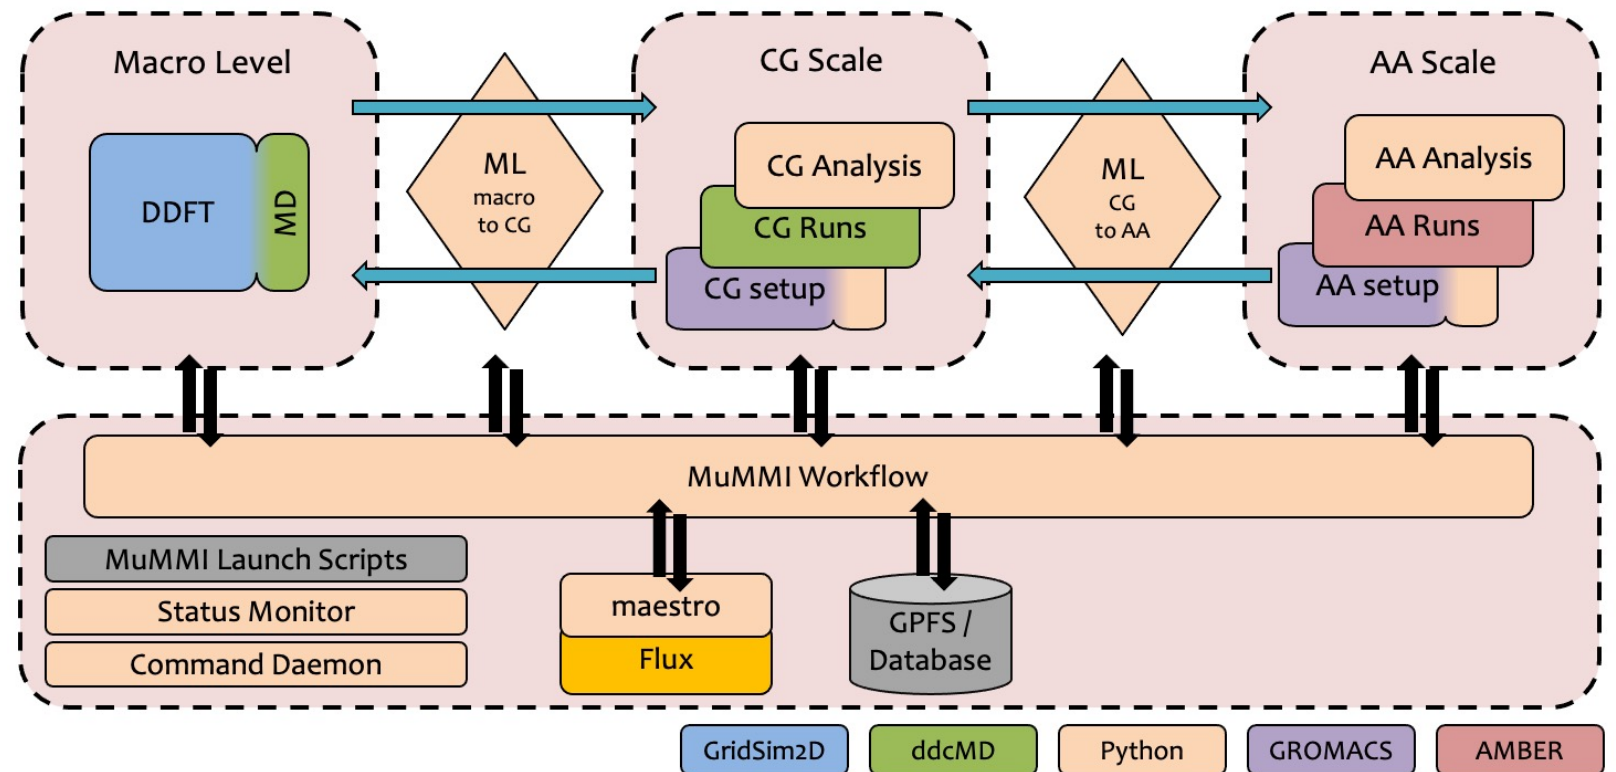 Macro Level
DDFT
MD
ML
macro
to CG
CG Scale
CG Analysis
CG Runs
CG setup
ML
CG
to AA
AA Scale
AA Analysis
AA Runs
AA setup
MuMMI Workflow
MuMMI Launch Scripts
Status Monitor
Command Daemon
maestro
Flux
GPFS /
Database
GridSim2D
ddcMD
Python
GROMACS
AMBER